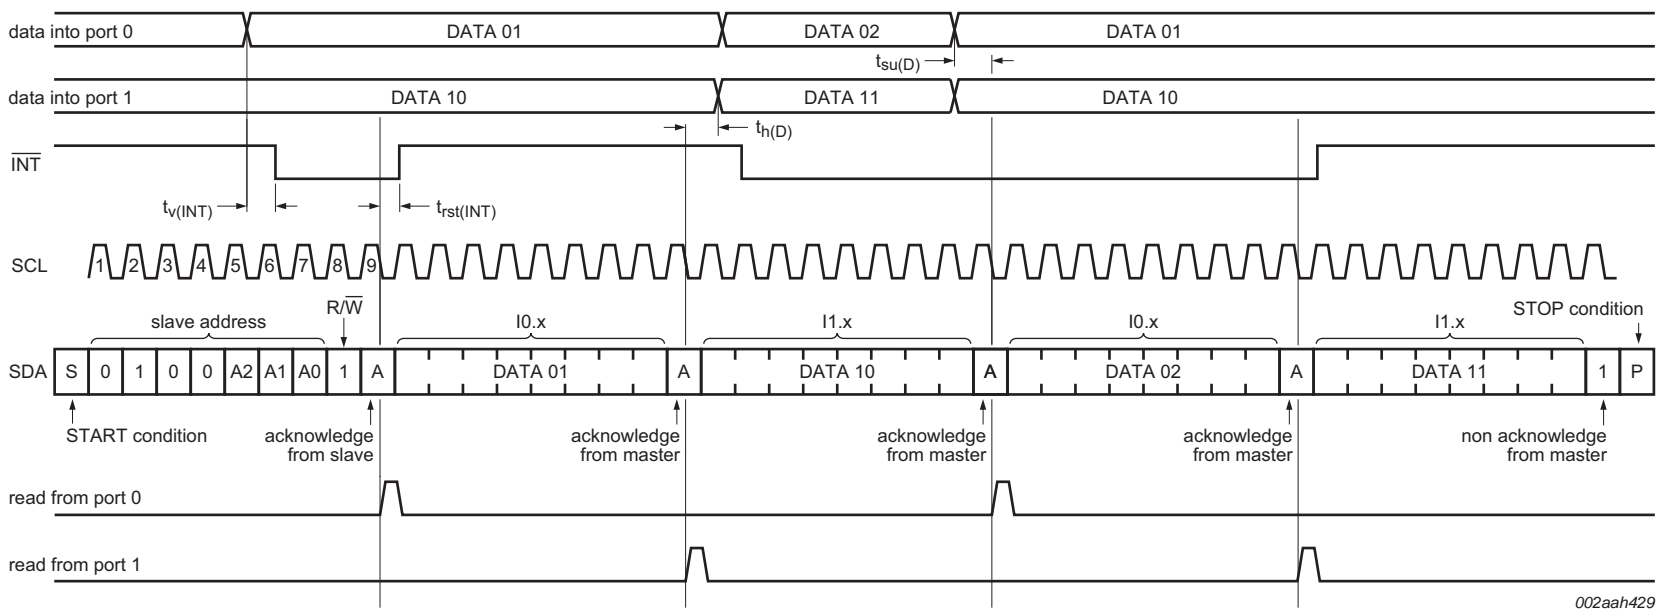 data into port 0 DATA 01 DATA 02 DATA 01
tsu(D)
data into port 1 DATA 10 DATA 11 DATA 10
th(D)
INT
tv(INT) trst(INT)
SCL 1 2 3 4 5 6 7 8 9
R/W STOP condition
slave address I0.x I1.x I0.x I1.x
SDA S 0 1 0 0 A2 A1 A0 1 A DATA 01 A DATA 10 A DATA 02 A DATA 11 1 P
START condition acknowledge acknowledge acknowledge acknowledge non acknowledge
from slave from master from master from master from master
read from port 0
read from port 1
002aah429